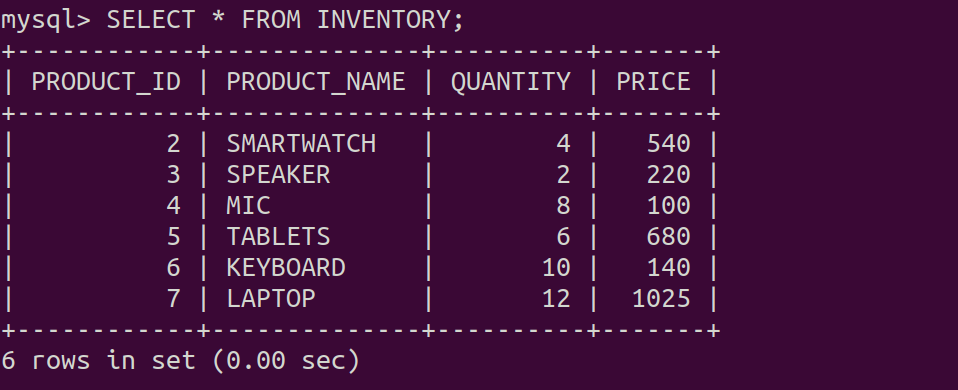 mysql> SELECT * FROM INVENTORY;
+------------+--------------+----------+-------+
| PRODUCT_ID | PRODUCT_NAME | QUANTITY | PRICE |
+------------+--------------+----------+-------+
|          2 | SMARTWATCH   |        4 |   540 |
|          3 | SPEAKER      |        2 |   220 |
|          4 | MIC          |        8 |   100 |
|          5 | TABLETS      |        6 |   680 |
|          6 | KEYBOARD     |       10 |   140 |
|          7 | LAPTOP       |       12 |  1025 |
+------------+--------------+----------+-------+
6 rows in set (0.00 sec)